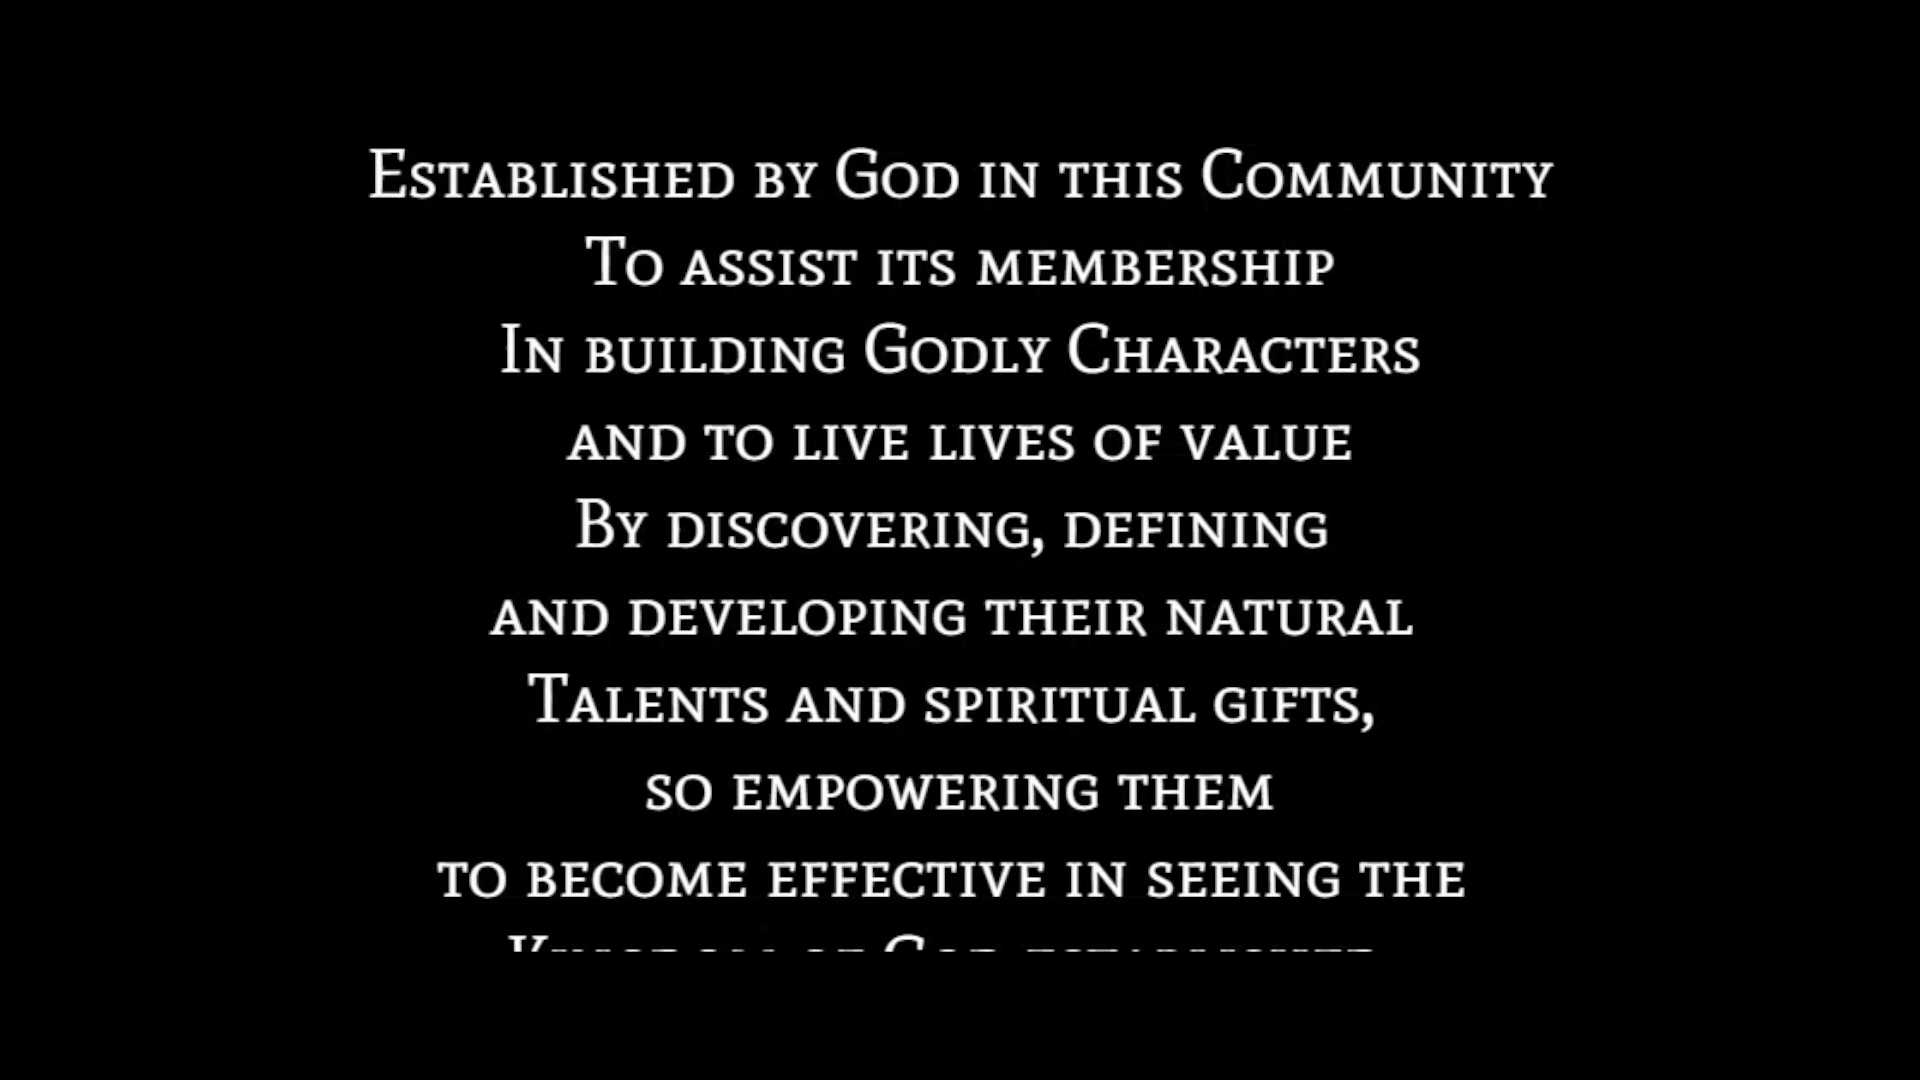 Established by God in this Community
To assist its membership
In building Godly Characters
and to live lives of value
By discovering, defining
and developing their natural
Talents and spiritual gifts,
so empowering them
to become effective in seeing the